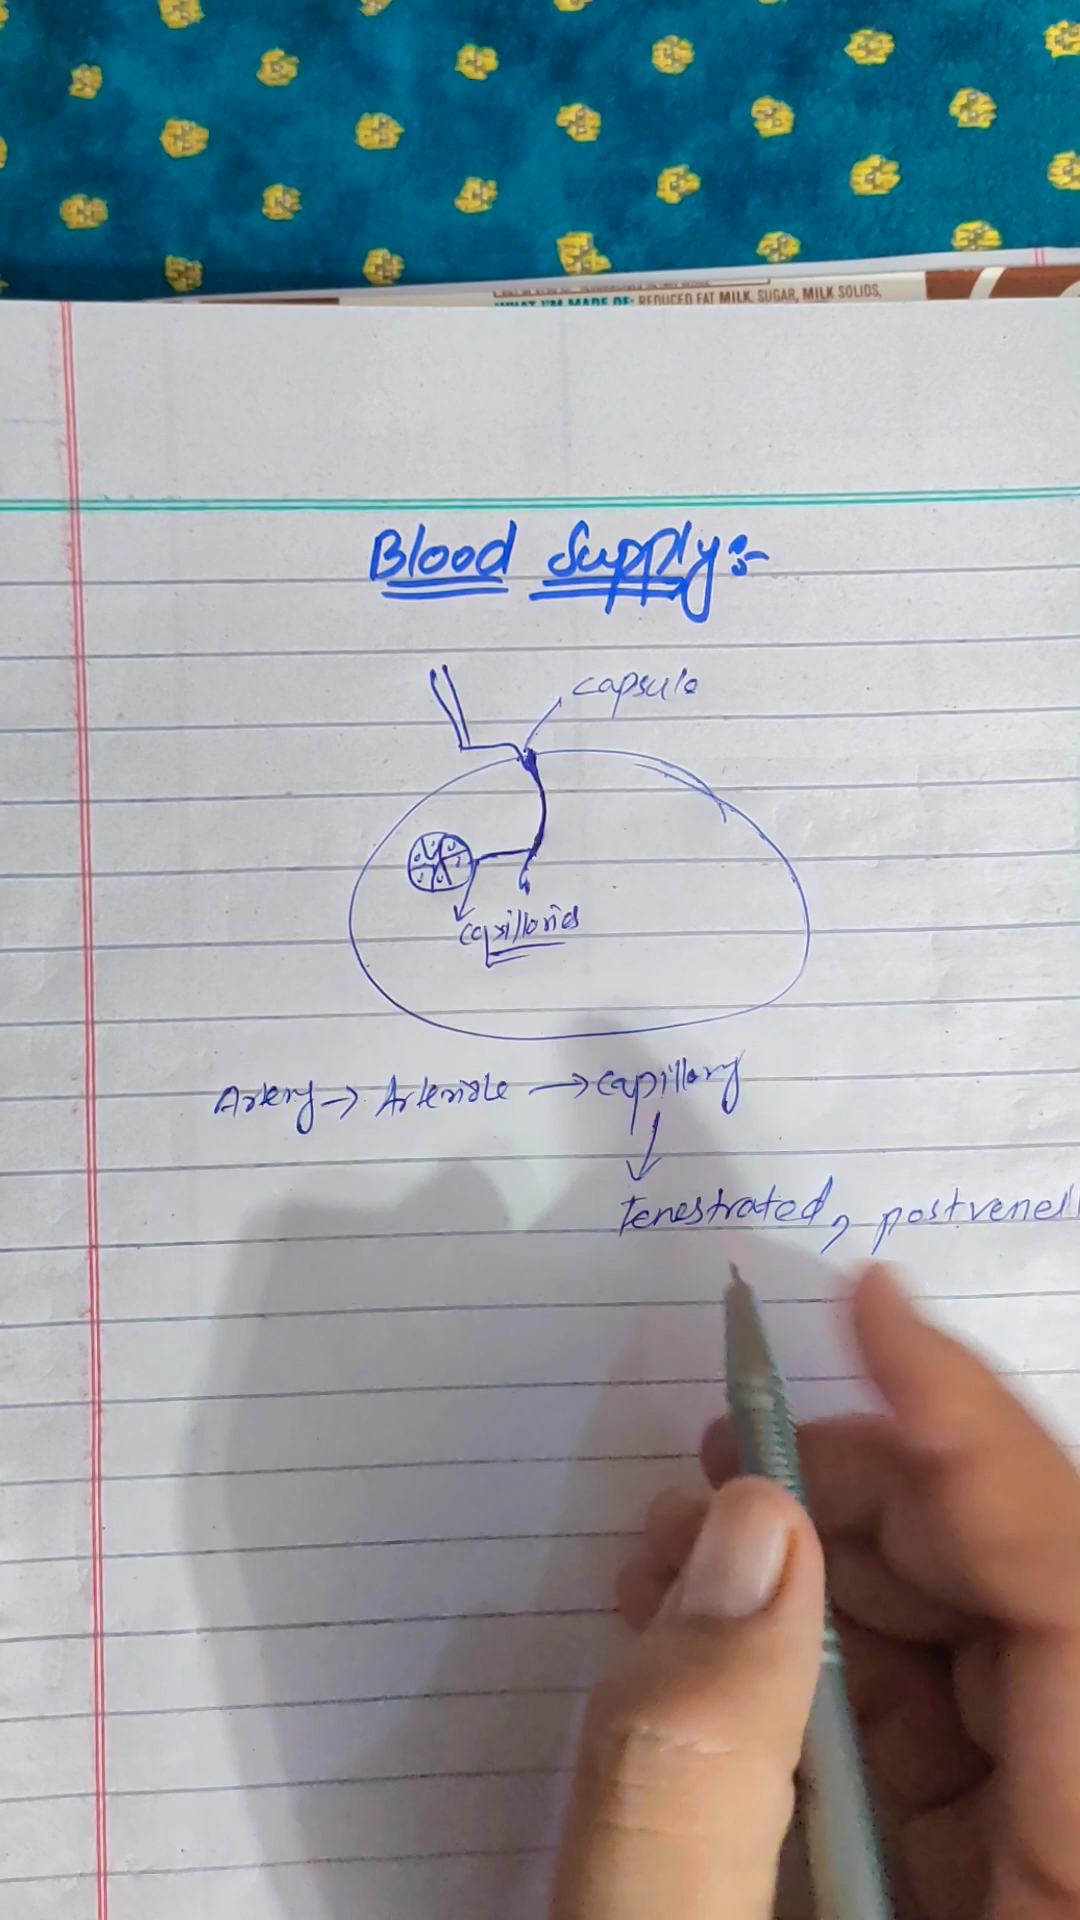 WHAT I'M MADE OF: REDUCED FAT MILK, SUGAR, MILK SOLIDS,
Blood Supply:-
capsule
capillaries
Artery → Arteriole → capillary
Fenestrated, postvenel